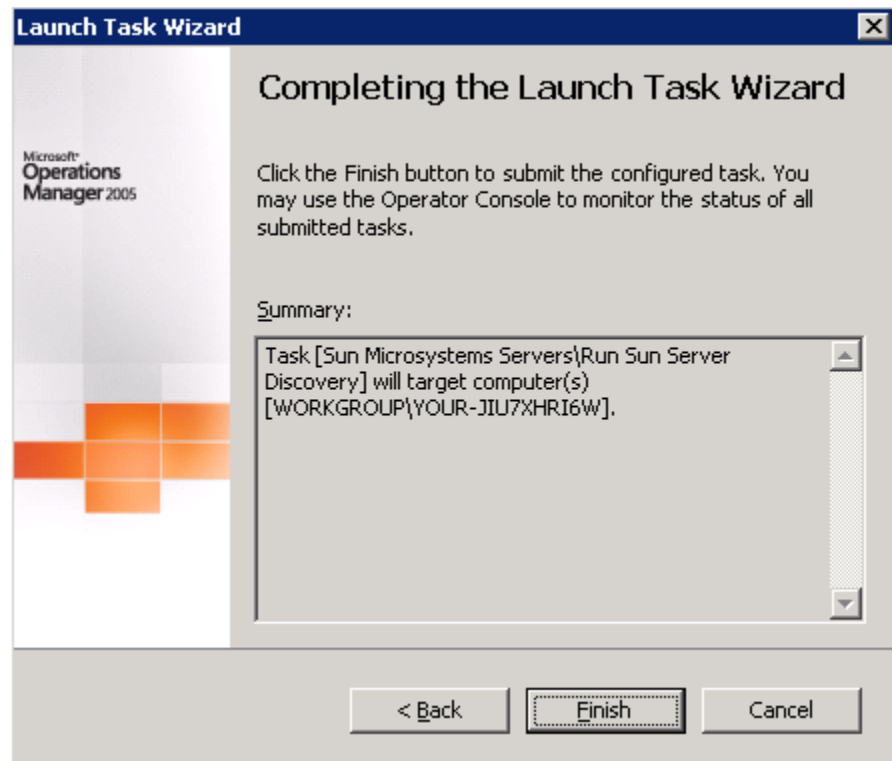 Launch Task Wizard
Microsoft®
Operations
Manager 2005
Completing the Launch Task Wizard
Click the Finish button to submit the configured task. You
may use the Operator Console to monitor the status of all
submitted tasks.
Summary:
Task [Sun Microsystems Servers\Run Sun Server
Discovery] will target computer(s)
[WORKGROUP\YOUR-JIU7XHRI6W].
< Back
Finish
Cancel